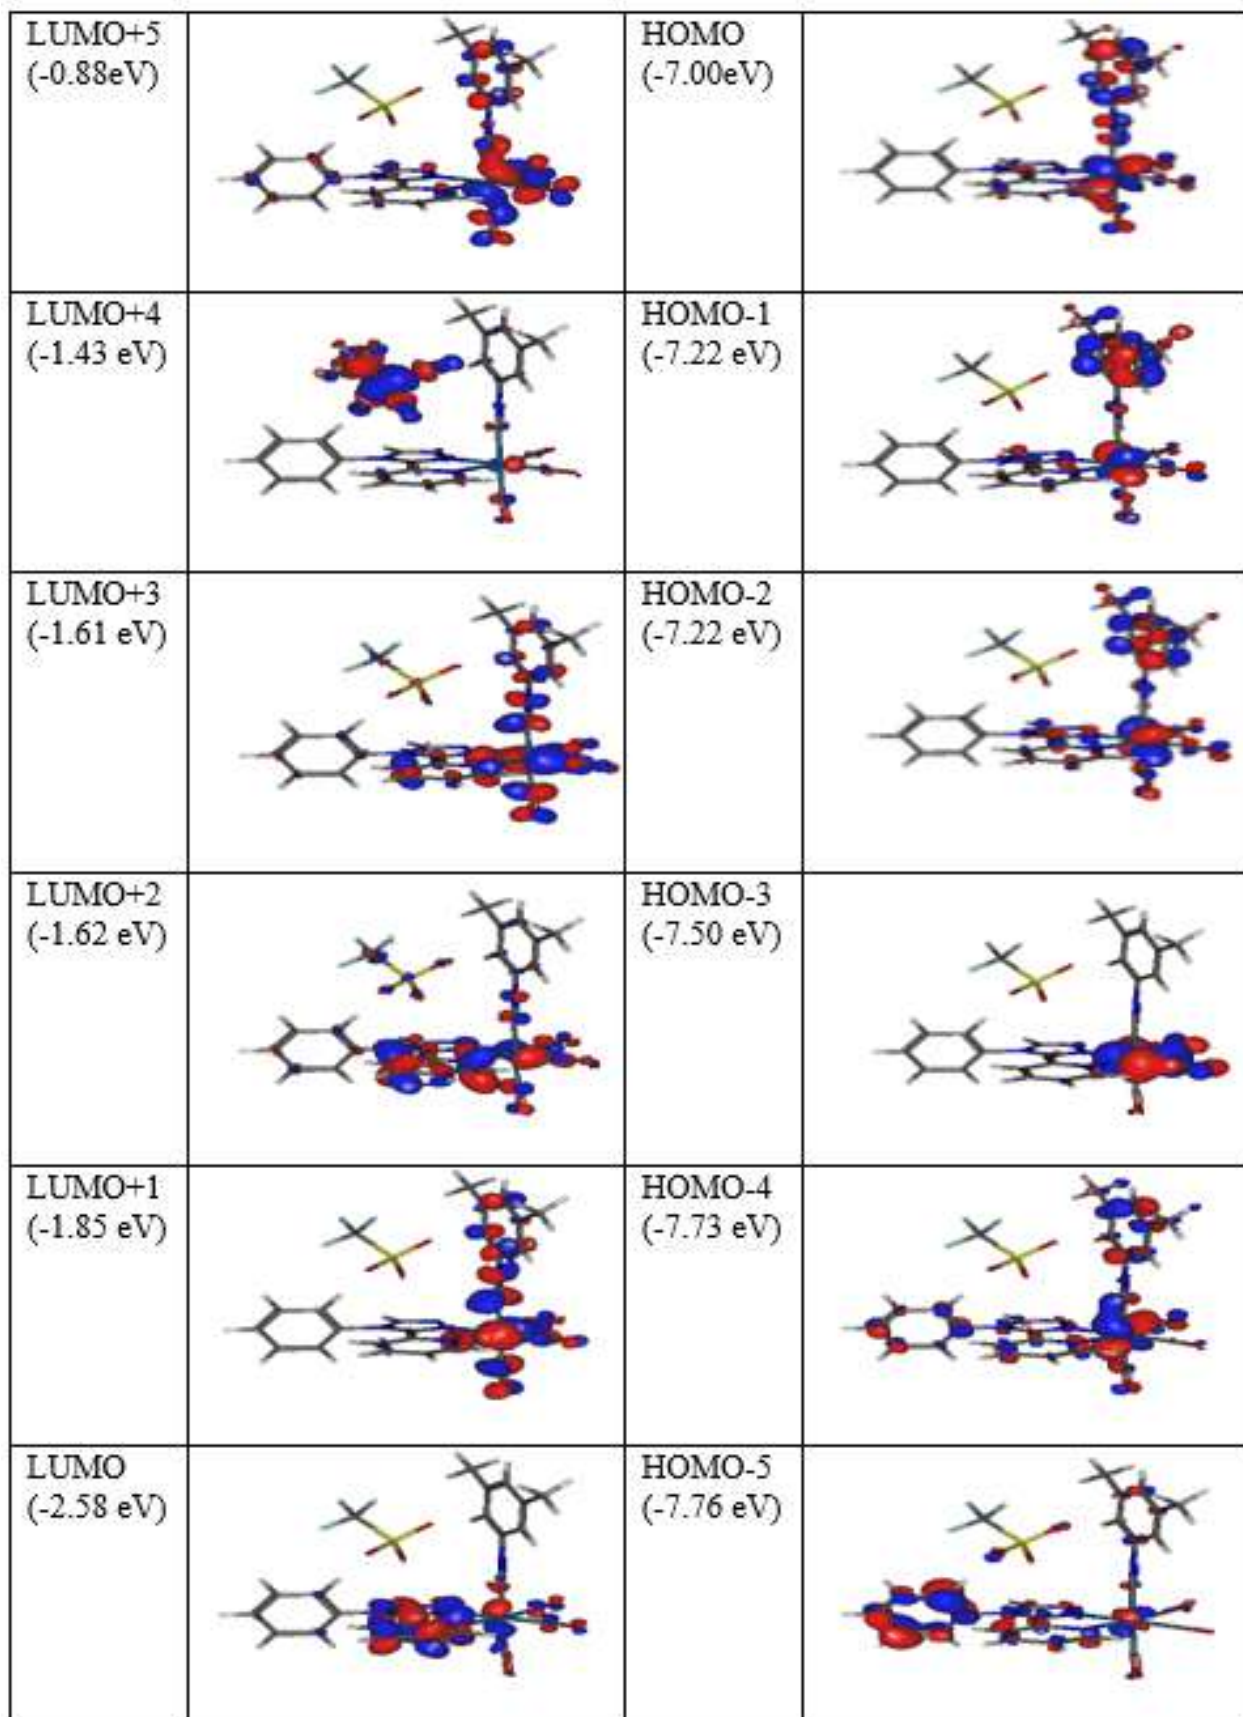 LUMO+5
(-0.88eV)
HOMO
(-7.00eV)
LUMO+4
(-1.43 eV)
HOMO-1
(-7.22 eV)
LUMO+3
(-1.61 eV)
HOMO-2
(-7.22 eV)
LUMO+2
(-1.62 eV)
HOMO-3
(-7.50 eV)
LUMO+1
(-1.85 eV)
HOMO-4
(-7.73 eV)
LUMO
(-2.58 eV)
HOMO-5
(-7.76 eV)